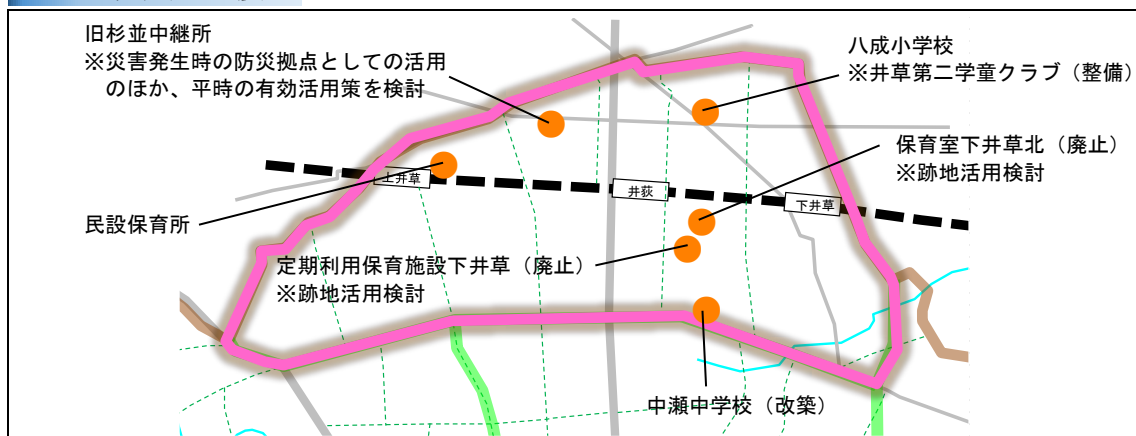 旧杉並中継所
※災害発生時の防災拠点としての活用
のほか、平時の有効活用策を検討
八成小学校
※井草第二学童クラブ（整備）
保育室下井草北（廃止）
※跡地活用検討
上井草
井荻
下井草
民設保育所
定期利用保育施設下井草（廃止）
※跡地活用検討
中瀬中学校（改築）